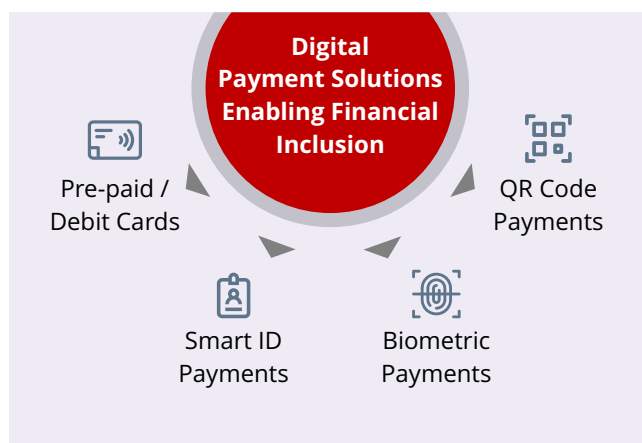 Digital
Payment Solutions
Enabling Financial
Inclusion
Pre-paid /
Debit Cards
QR Code
Payments
Smart ID
Payments
Biometric
Payments